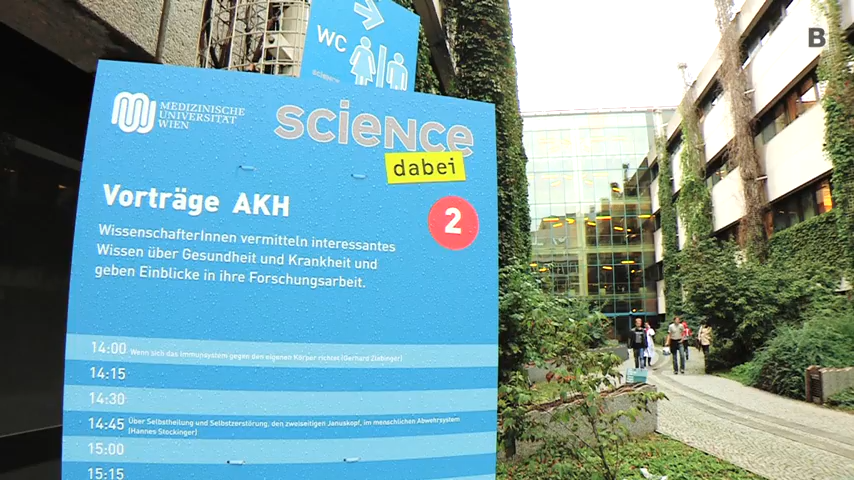 B
WC
MEDIZINISCHE
UNIVERSITÄT
WIEN
science
dabei
Vorträge AKH
2
WissenschafterInnen vermitteln interessantes
Wissen über Gesundheit und Krankheit und
geben Einblicke in ihre Forschungsarbeit.
14:00 Wenn sich das Immunsystem gegen den eigenen Körper richtet (Gerhard Zlabinger)
14:15
14:30
14:45 Über Selbstheilung und Selbstzerstörung, den zweiseitigen Januskopf, im menschlichen Abwehrsystem
(Hannes Stockinger)
15:00
15:15